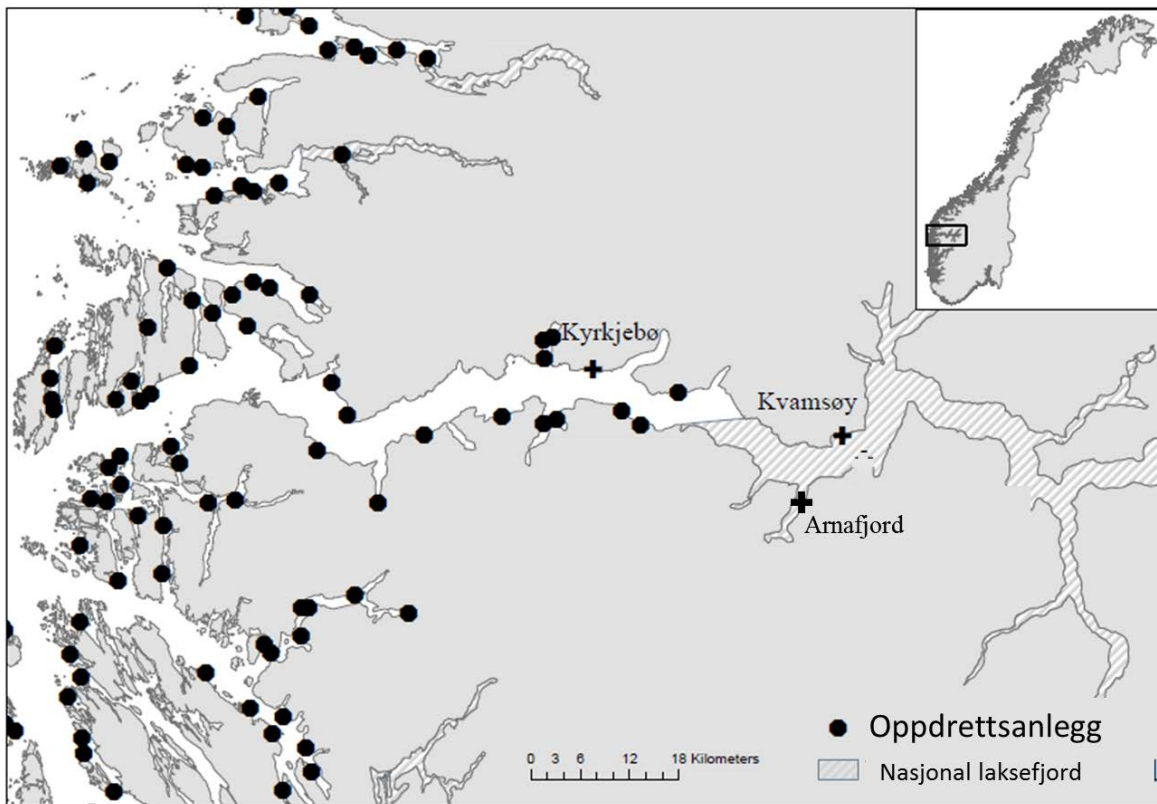 Kyrkjebø
Kvamsøy
Arnafjord
Oppdrettsanlegg
0 3 6 12 18 Kilometers
Nasjonal laksefjord